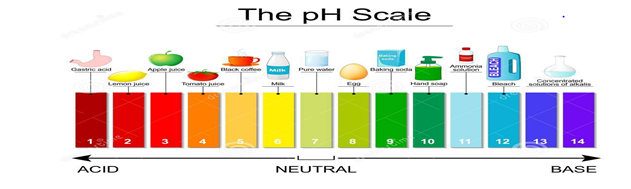 The pH Scale
Gastric acid
Lemon juice
Apple juice
Tomato juice
Black coffee
Milk
Milk
Pure water
Egg
Baking soda
Hand soap
Ammonia
solution
BLEACH
Bleach
Concentrated
solutions of alkalis
1 2 3 4 5 6 7 8 9 10 11 12 13 14
ACID NEUTRAL BASE